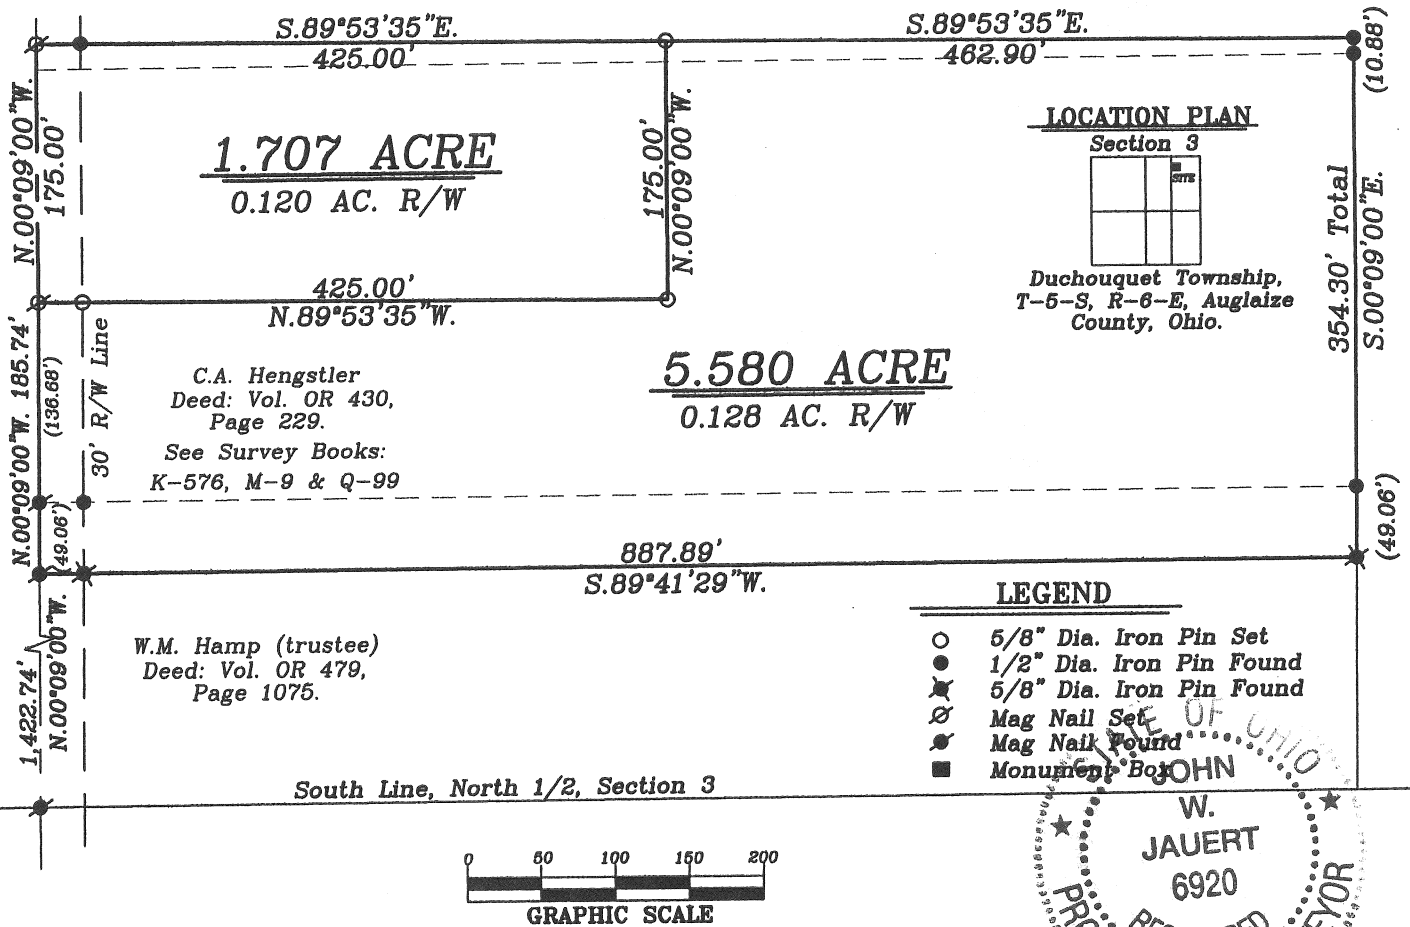 S.89°53'35"E.
425.00'
S.89°53'35"E.
462.90'
(10.88')
N.00°09'00"W.
175.00'
1.707 ACRE
0.120 AC. R/W
175.00'
N.00°09'00"W.
LOCATION PLAN
Section 3
SITE
Duchouquet Township,
T-5-S, R-6-E, Auglaize
County, Ohio.
354.30' Total
S.00°09'00"E.
425.00'
N.89°53'35"W.
N.00°09'00"W. 185.74'
(136.68')
30' R/W Line
C.A. Hengstler
Deed: Vol. OR 430,
Page 229.
See Survey Books:
K-576, M-9 & Q-99
5.580 ACRE
0.128 AC. R/W
(49.06')
(49.06')
887.89'
S.89°41'29"W.
1,422.74'
N.00°09'00"W.
W.M. Hamp (trustee)
Deed: Vol. OR 479,
Page 1075.
LEGEND
5/8" Dia. Iron Pin Set
1/2" Dia. Iron Pin Found
5/8" Dia. Iron Pin Found
Mag Nail Set
Mag Nail Found
Monument Box
South Line, North 1/2, Section 3
0 50 100 150 200
GRAPHIC SCALE
STATE OF OHIO
JOHN
W.
JAUERT
6920